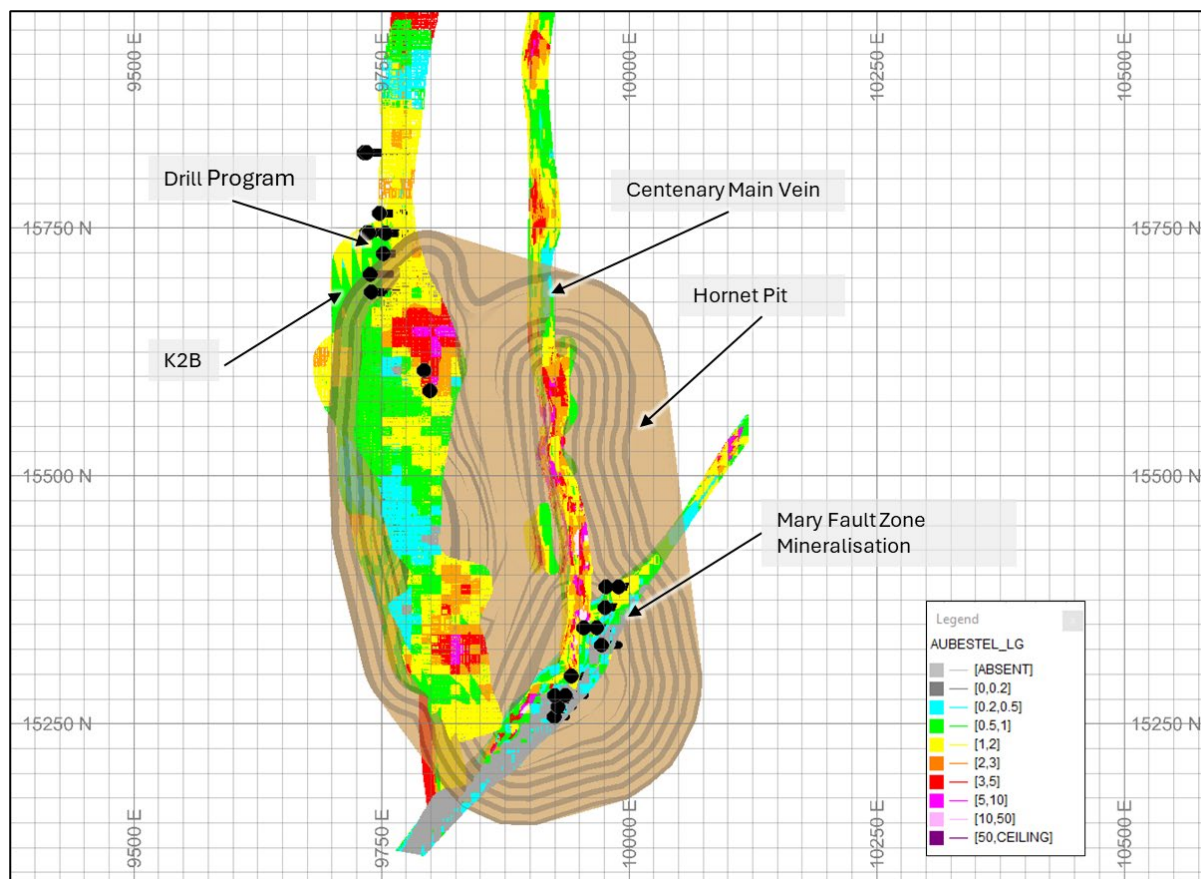 9500 E
9750 E
10000 E
10250 E
10500 E
Drill Program
Centenary Main Vein
15750 N
15750 N
Hornet Pit
K2B
15500 N
15500 N
Mary Fault Zone
Mineralisation
Legend
x
AUBESTEL_LG
[ABSENT]
[0,0.2]
[0.2,0.5]
[0.5,1]
[1,2]
[2,3]
[3,5]
[5,10]
[10,50]
[50,CEILING]
15250 N
15250 N
9500 E
9750 E
10000 E
10250 E
10500 E